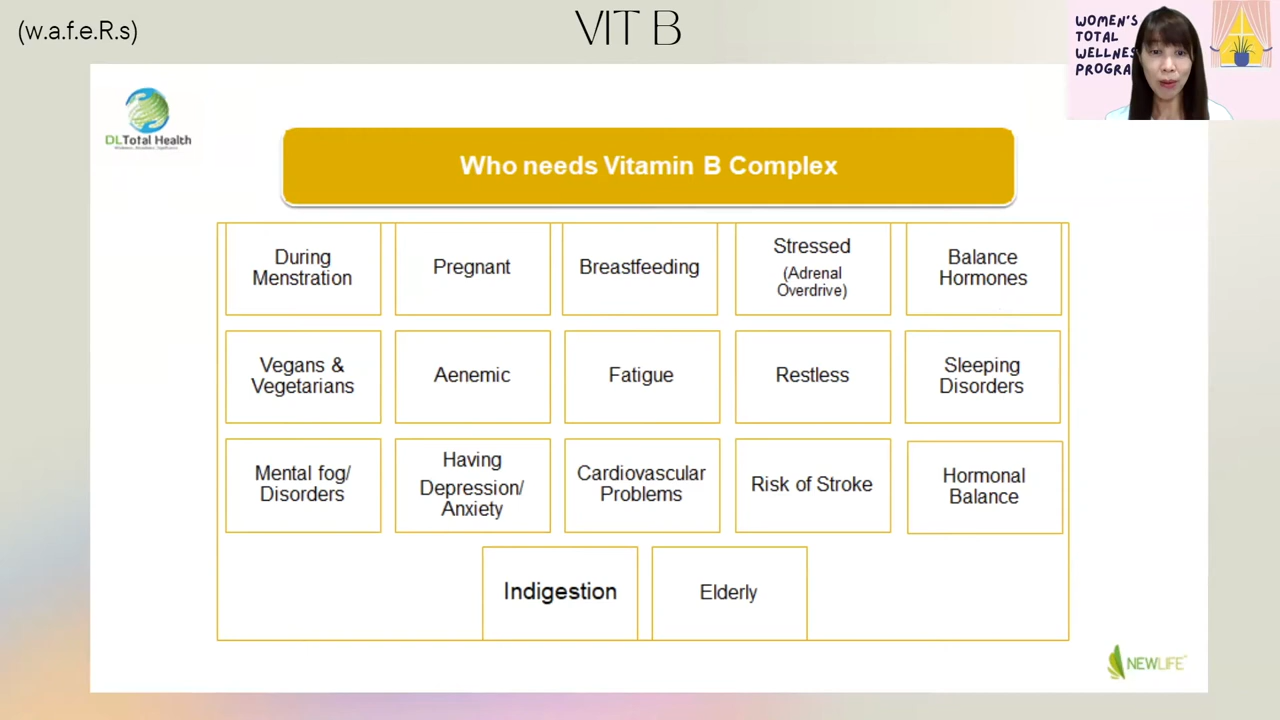 (w.a.f.e.R.s)
VIT B
WOMEN'S
TOTAL
WELLNES
PROGRA
DLTotal Health
Who needs Vitamin B Complex
During
Menstration
Pregnant
Breastfeeding
Stressed
(Adrenal
Overdrive)
Balance
Hormones
Vegans &
Vegetarians
Aenemic
Fatigue
Restless
Sleeping
Disorders
Mental fog/
Disorders
Having
Depression/
Anxiety
Cardiovascular
Problems
Risk of Stroke
Hormonal
Balance
Indigestion
Elderly
NEWLIFE